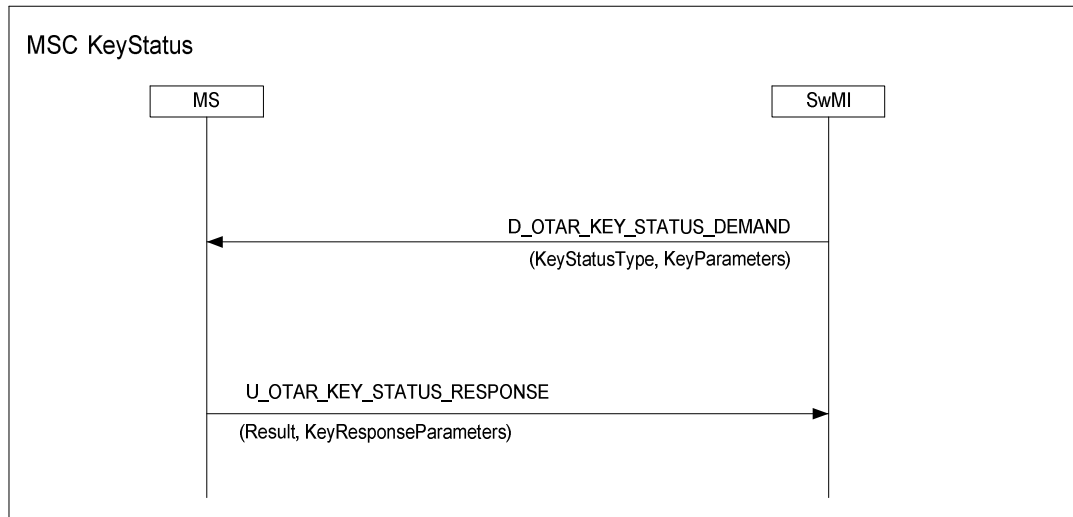 MSC KeyStatus
MS
SwMI
D_OTAR_KEY_STATUS_DEMAND
(KeyStatusType, KeyParameters)
U_OTAR_KEY_STATUS_RESPONSE
(Result, KeyResponseParameters)